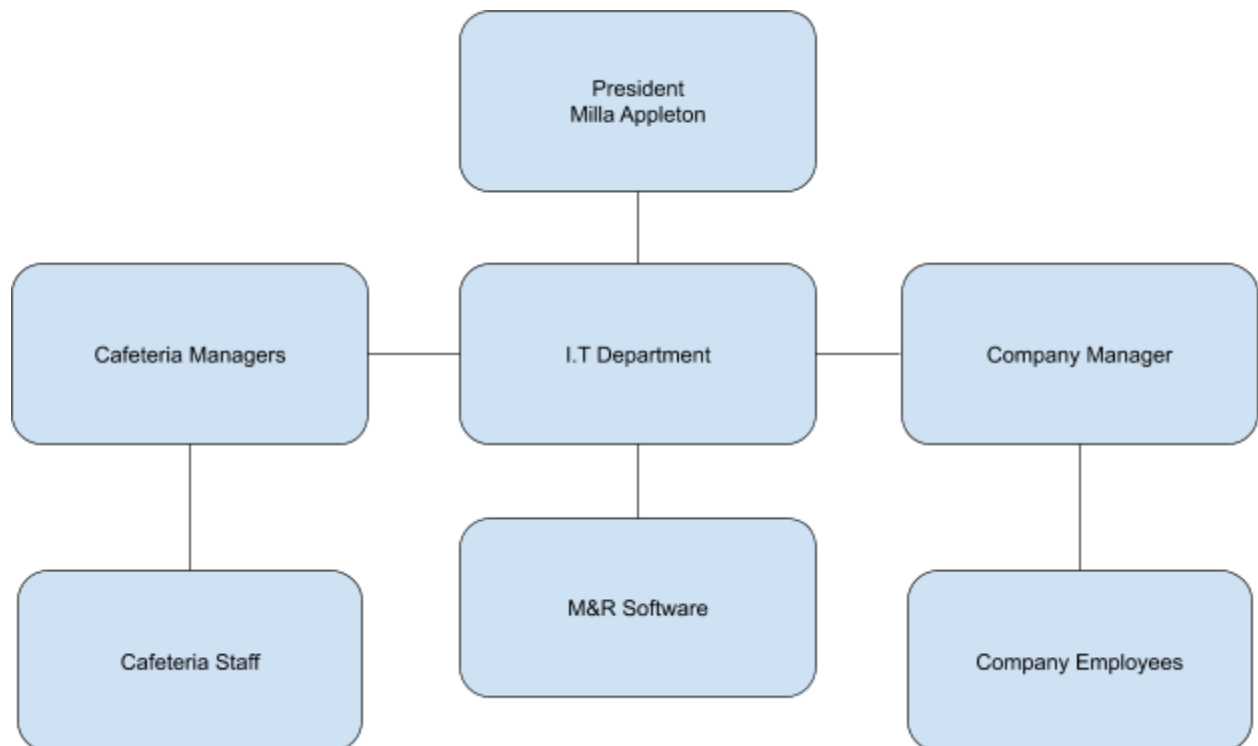 President
Milla Appleton
Cafeteria Managers
I.T Department
Company Manager
M&R Software
Cafeteria Staff
Company Employees